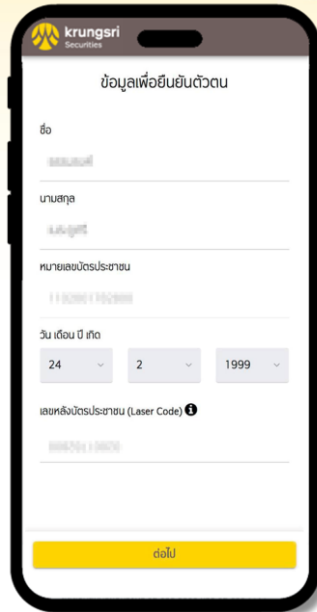 krungsri
Securities
ข้อมูลเพื่อยืนยันตัวตน
ชื่อ
นามสกุล
หมายเลขบัตรประชาชน
วัน เดือน ปี เกิด
24 2 1999
เลขหลังบัตรประชาชน (Laser Code)
ต่อไป